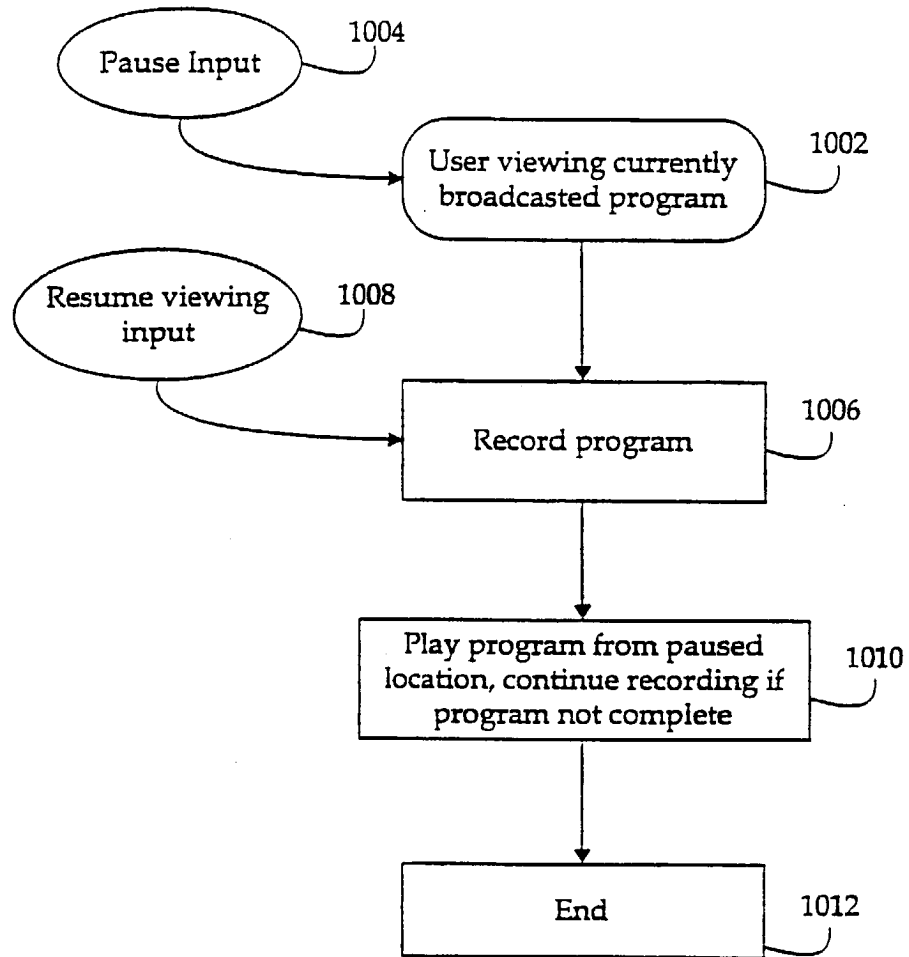 1004
Pause Input
1002
User viewing currently
broadcasted program
1008
Resume viewing
input
1006
Record program
1010
Play program from paused
location, continue recording if
program not complete
1012
End